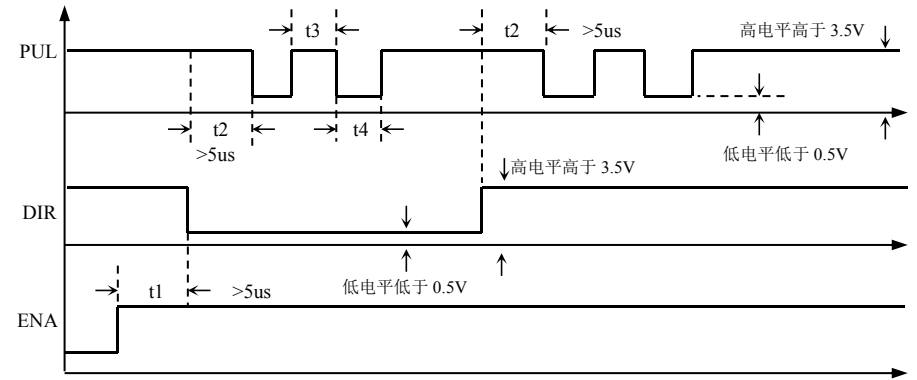 t3
t2
>5us
高电平高于 3.5V
PUL
t2
t4
>5us
低电平低于 0.5V
高电平高于 3.5V
DIR
低电平低于 0.5V
t1
>5us
ENA